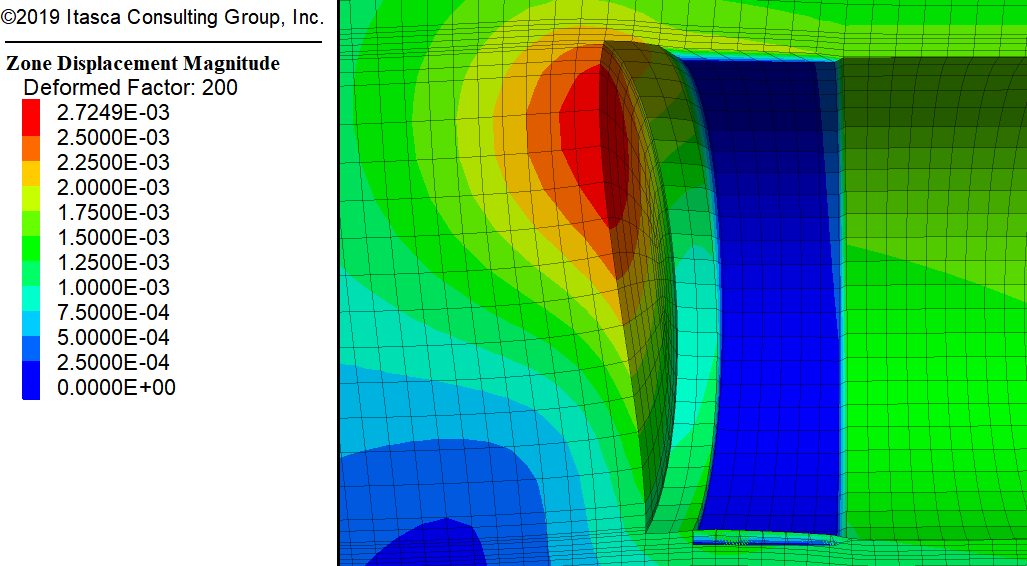 ©2019 Itasca Consulting Group, Inc.
Zone Displacement Magnitude
Deformed Factor: 200
2.7249E-03
2.5000E-03
2.2500E-03
2.0000E-03
1.7500E-03
1.5000E-03
1.2500E-03
1.0000E-03
7.5000E-04
5.0000E-04
2.5000E-04
0.0000E+00